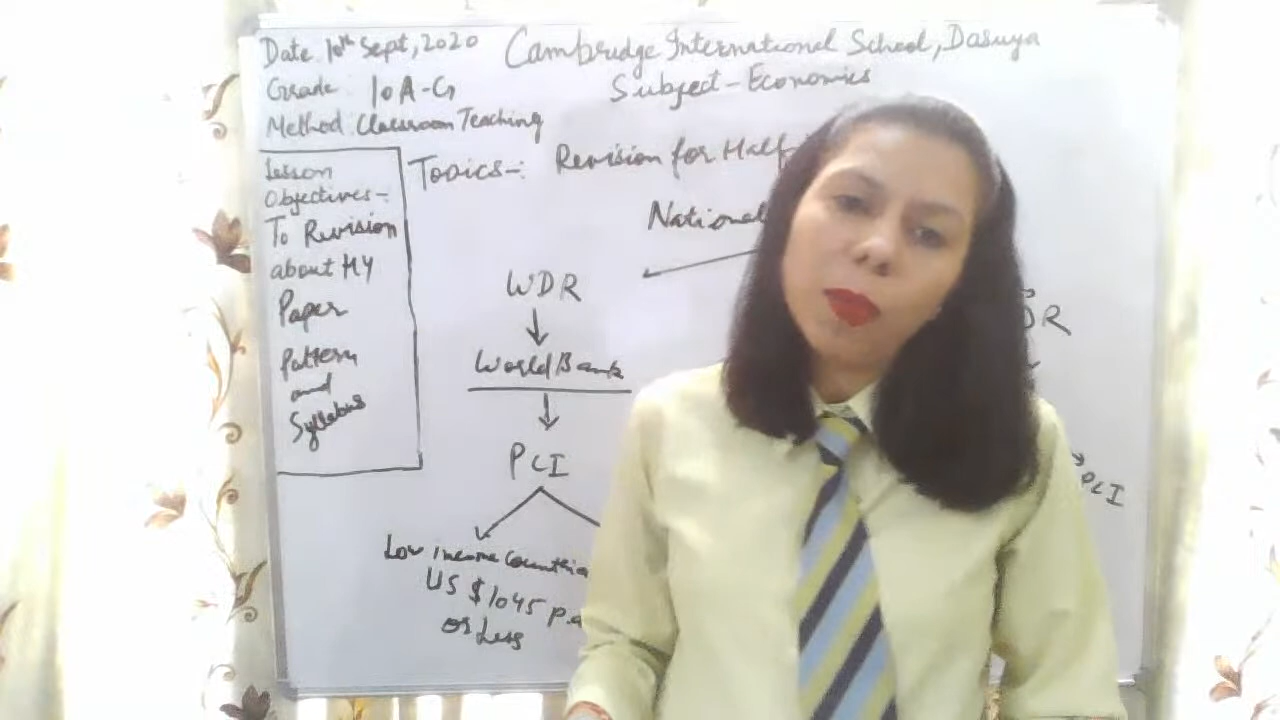 Date 10th Sept, 2020
Cambridge International School, Dasuya
Grade 10 A-G
Subject - Economics
Method: Classroom Teaching
Lesson
Objectives -
To Revision
about HY
Paper
Pattern
and
Syllabus
Topics -: Revision for Half
National
WDR
World Bank
PCI
Low Income Countries
US $1045 p.a
or Less
DR
PCI